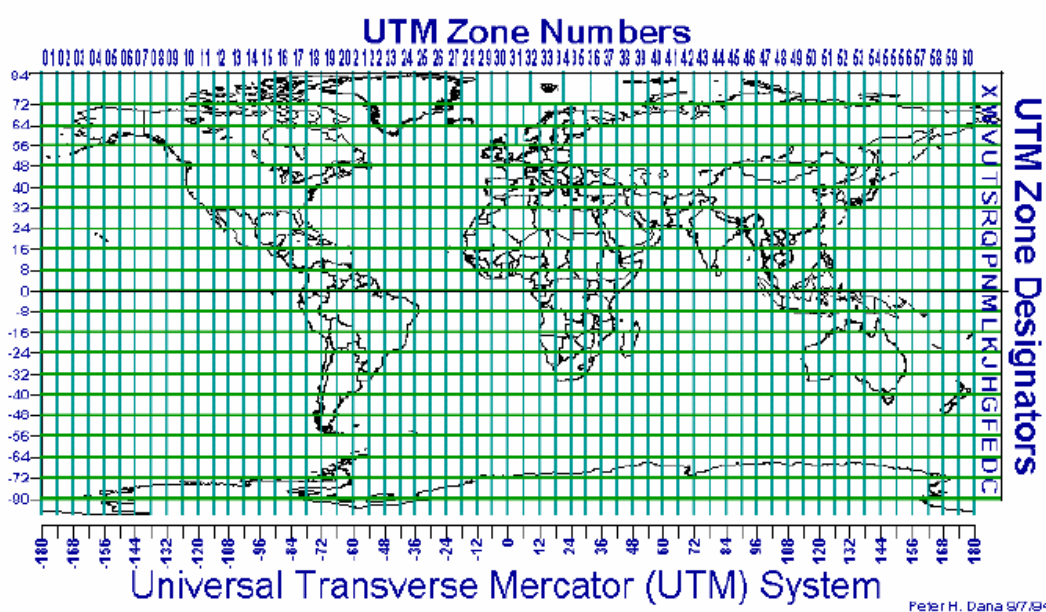 UTM Zone Numbers
01 02 03 04 05 06 07 08 09 10 11 12 13 14 15 16 17 18 19 20 21 22 23 24 25 26 27 28 29 30 31 32 33 34 35 36 37 38 39 40 41 42 43 44 45 46 47 48 49 50 51 52 53 54 55 56 57 58 59 60
84
72
64
56
48
40
32
24
16
8
0
-8
-16
-24
-32
-40
-48
-56
-64
-72
-80
X
W
V
U
T
S
R
Q
P
N
M
L
K
J
H
G
F
E
D
C
UTM Zone Designators
-180 -168 -156 -144 -132 -120 -108 -96 -84 -72 -60 -48 -36 -24 -12 0 12 24 36 48 60 72 84 96 108 120 132 144 156 168 180
Universal Transverse Mercator (UTM) System
Peter H. Dana 9/7/94